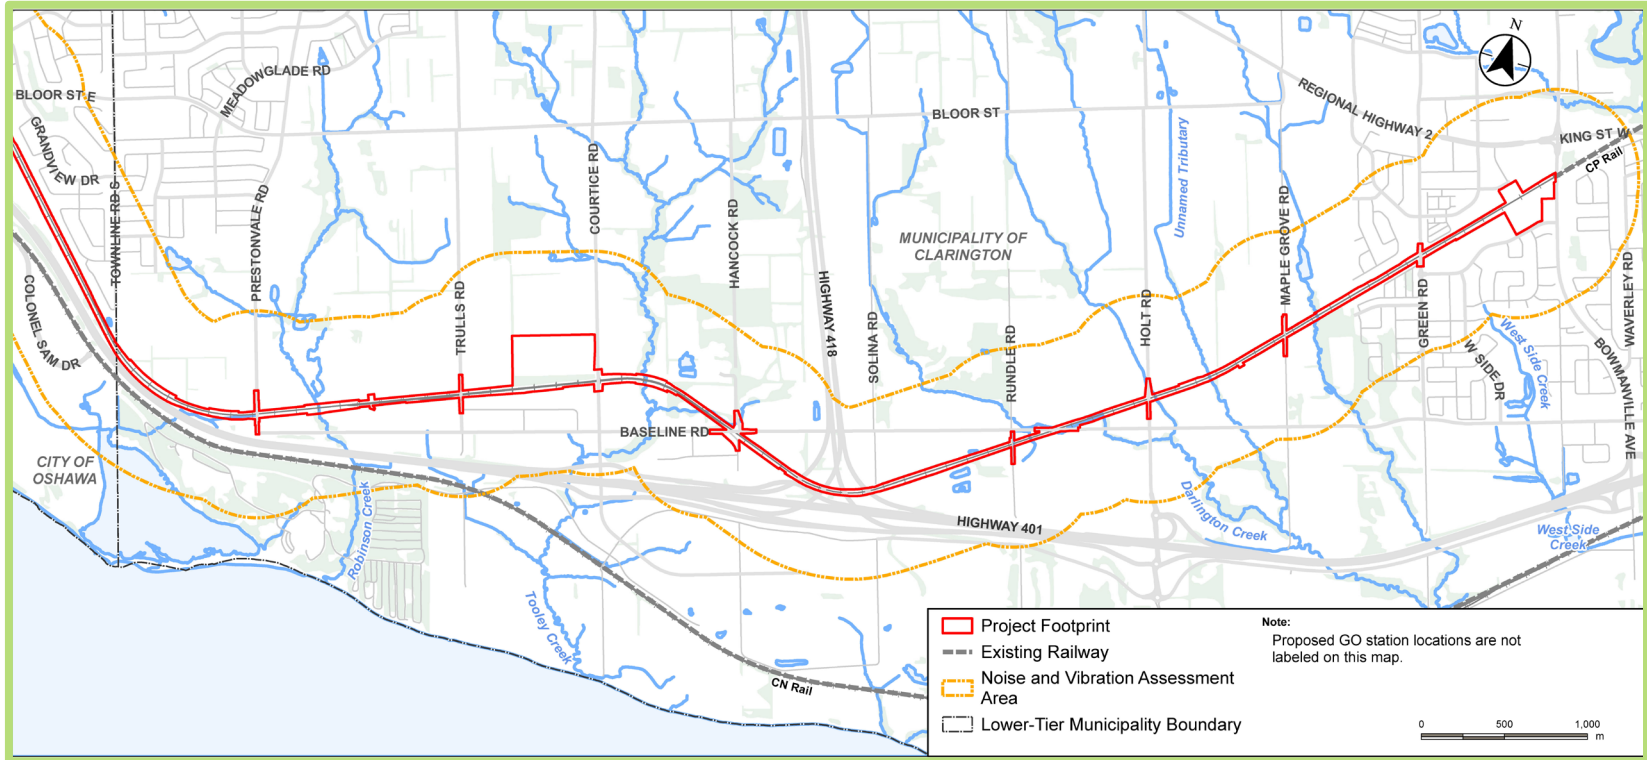 N
MEADOWGLADE RD
BLOOR ST E
GRANDVIEW DR
TOWNLINE RD S
PRESTONVALE RD
TRULLS RD
COURTICE RD
HANCOCK RD
HIGHWAY 418
SOLINA RD
BLOOR ST
MUNICIPALITY OF
CLARINGTON
RUNDLE RD
HOLT RD
Unnamed Tributary
MAPLE GROVE RD
REGIONAL HIGHWAY 2
KING ST W
CP Rail
GREEN RD
W SIDE DR
West Side
Creek
BOWMANVILLE AVE
WAVERLEY RD
COLONEL SAM DR
CITY OF
OSHAWA
BASELINE RD
Robinson Creek
Tooley Creek
HIGHWAY 401
Darlington Creek
West Side
Creek
CN Rail
Project Footprint
Existing Railway
Noise and Vibration Assessment
Area
Lower-Tier Municipality Boundary
Note:
Proposed GO station locations are not
labeled on this map.
0 500 1,000
m